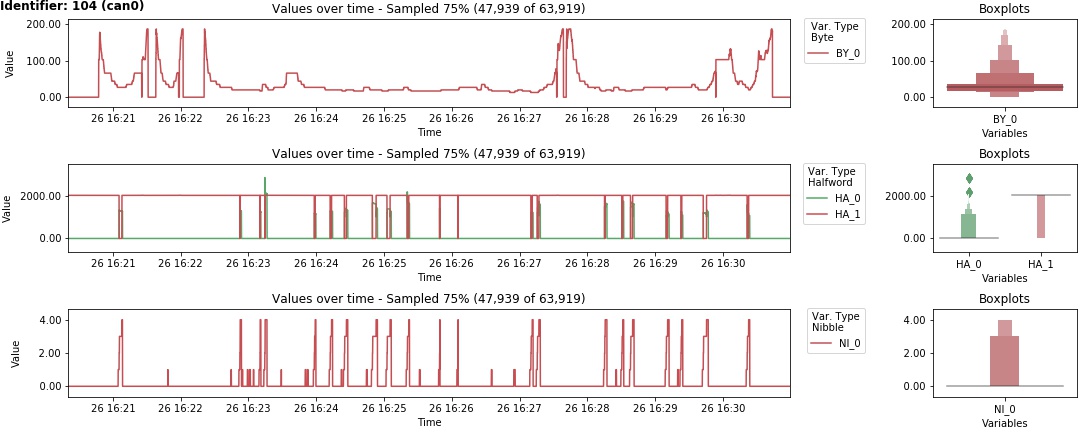 Identifier: 104 (can0)
Values over time - Sampled 75% (47,939 of 63,919)
Value
200.00
100.00
0.00
26 16:21 26 16:22 26 16:23 26 16:24 26 16:25 26 16:26 26 16:27 26 16:28 26 16:29 26 16:30
Time
Var. Type
Byte
BY_0
Boxplots
200.00
100.00
0.00
BY_0
Variables
Values over time - Sampled 75% (47,939 of 63,919)
Value
2000.00
0.00
26 16:21 26 16:22 26 16:23 26 16:24 26 16:25 26 16:26 26 16:27 26 16:28 26 16:29 26 16:30
Time
Var. Type
Halfword
HA_0
HA_1
Boxplots
2000.00
0.00
HA_0 HA_1
Variables
Values over time - Sampled 75% (47,939 of 63,919)
Value
4.00
2.00
0.00
26 16:21 26 16:22 26 16:23 26 16:24 26 16:25 26 16:26 26 16:27 26 16:28 26 16:29 26 16:30
Time
Var. Type
Nibble
NI_0
Boxplots
4.00
2.00
0.00
NI_0
Variables